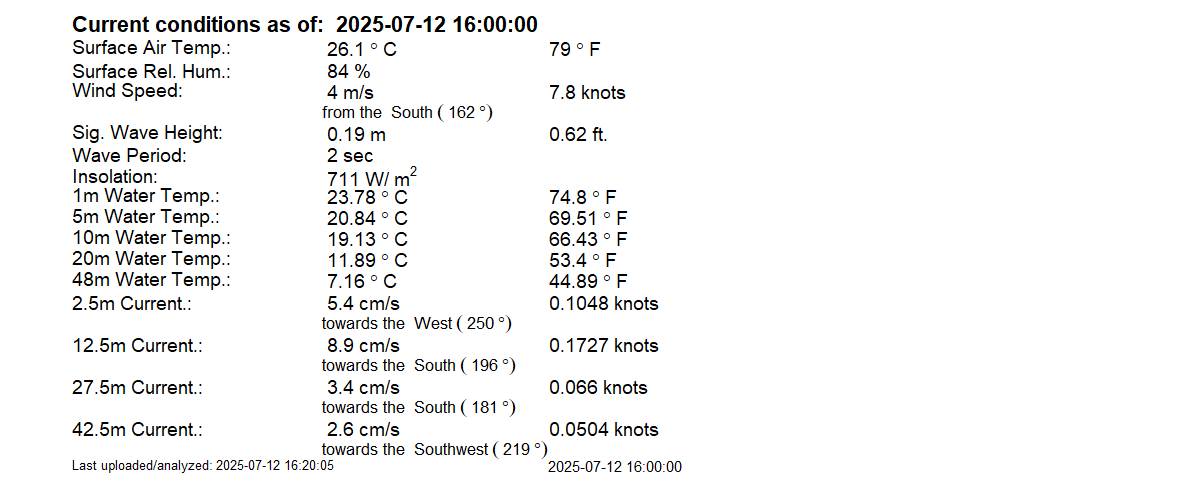 Current conditions as of: 2025-07-12 16:00:00
Surface Air Temp.: 26.1 ° C 79 ° F
Surface Rel. Hum.: 84 %
Wind Speed: 4 m/s 7.8 knots
from the South ( 162 °)
Sig. Wave Height: 0.19 m 0.62 ft.
Wave Period: 2 sec
Insolation: 711 W/ m²
1m Water Temp.: 23.78 ° C 74.8 ° F
5m Water Temp.: 20.84 ° C 69.51 ° F
10m Water Temp.: 19.13 ° C 66.43 ° F
20m Water Temp.: 11.89 ° C 53.4 ° F
48m Water Temp.: 7.16 ° C 44.89 ° F
2.5m Current.: 5.4 cm/s 0.1048 knots
towards the West ( 250 °)
12.5m Current.: 8.9 cm/s 0.1727 knots
towards the South ( 196 °)
27.5m Current.: 3.4 cm/s 0.066 knots
towards the South ( 181 °)
42.5m Current.: 2.6 cm/s 0.0504 knots
towards the Southwest ( 219 °)
Last uploaded/analyzed: 2025-07-12 16:20:05 2025-07-12 16:00:00